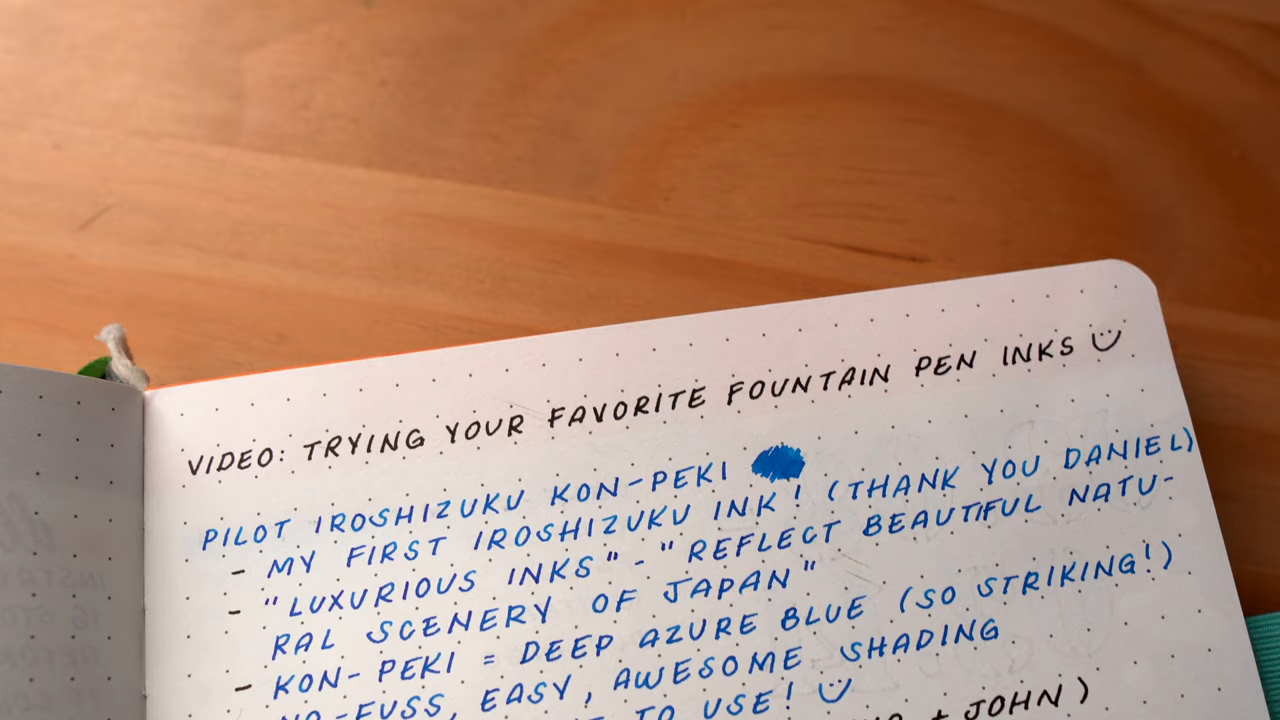 VIDEO: TRYING YOUR FAVORITE FOUNTAIN PEN INKS
PILOT IROSHIZUKU KON-PEKI
- MY FIRST IROSHIZUKU INK! (THANK YOU DANIEL)
- "LUXURIOUS INKS" - "REFLECT BEAUTIFUL NATU-
RAL SCENERY OF JAPAN"
- KON-PEKI = DEEP AZURE BLUE (SO STRIKING!)
NO-FUSS, EASY, AWESOME SHADING
TO USE!
+ JOHN)